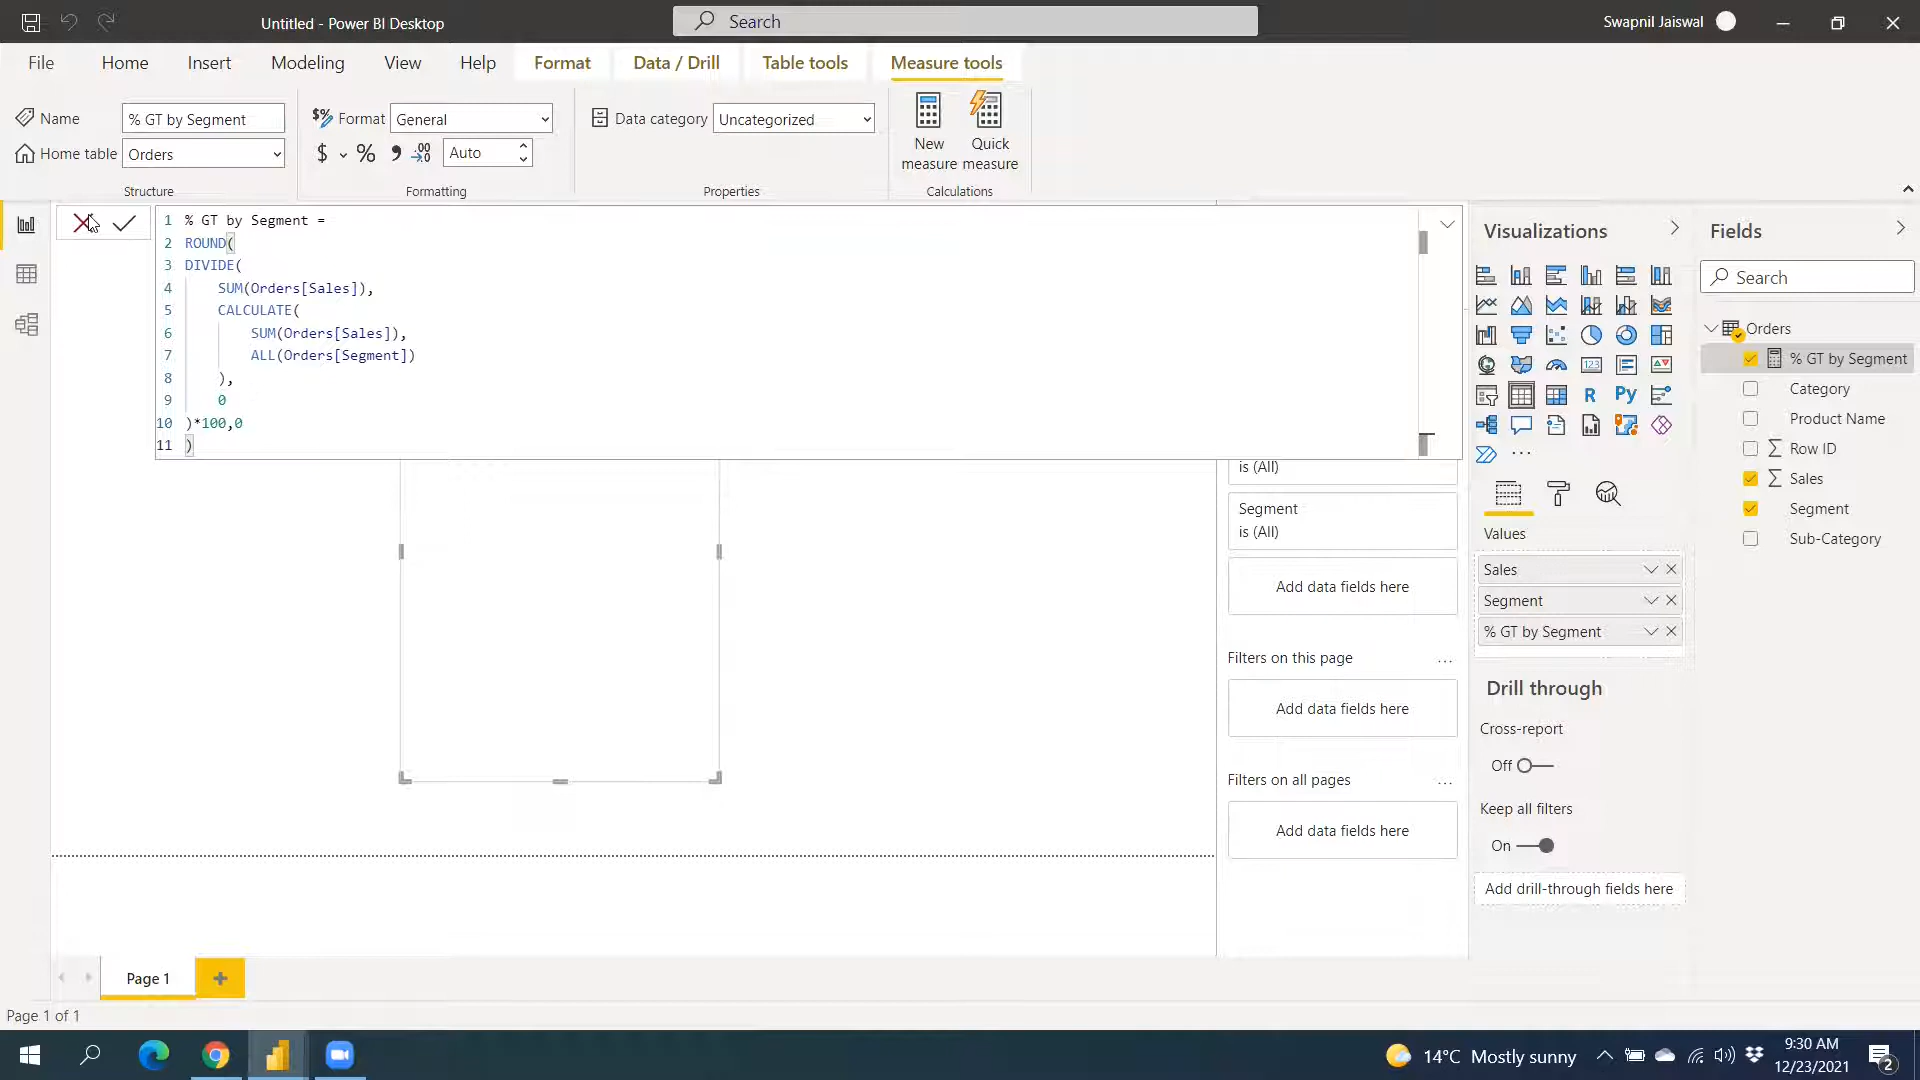 Untitled - Power BI Desktop
Search
Swapnil Jaiswal
File
Home
Insert
Modeling
View
Help
Format
Data / Drill
Table tools
Measure tools
Name
% GT by Segment
Home table
Orders
Structure
$%
Format
General
$
%
,
.00
→.0
Auto
Formatting
Data category
Uncategorized
Properties
New measure
Quick measure
Calculations
1 % GT by Segment =
2 ROUND(
3 DIVIDE(
4 SUM(Orders[Sales]),
5 CALCULATE(
6 SUM(Orders[Sales]),
7 ALL(Orders[Segment])
8 ),
9 0
10 )*100,0
11 )
is (All)
Segment
is (All)
Add data fields here
Filters on this page
...
Add data fields here
Filters on all pages
...
Add data fields here
Visualizations
123
R
Py
...
Values
Sales
Segment
% GT by Segment
Drill through
Cross-report
Off
Keep all filters
On
Add drill-through fields here
Fields
Search
Orders
% GT by Segment
Category
Product Name
Row ID
Sales
Segment
Sub-Category
Page 1
+
Page 1 of 1
14°C Mostly sunny
9:30 AM
12/23/2021
2